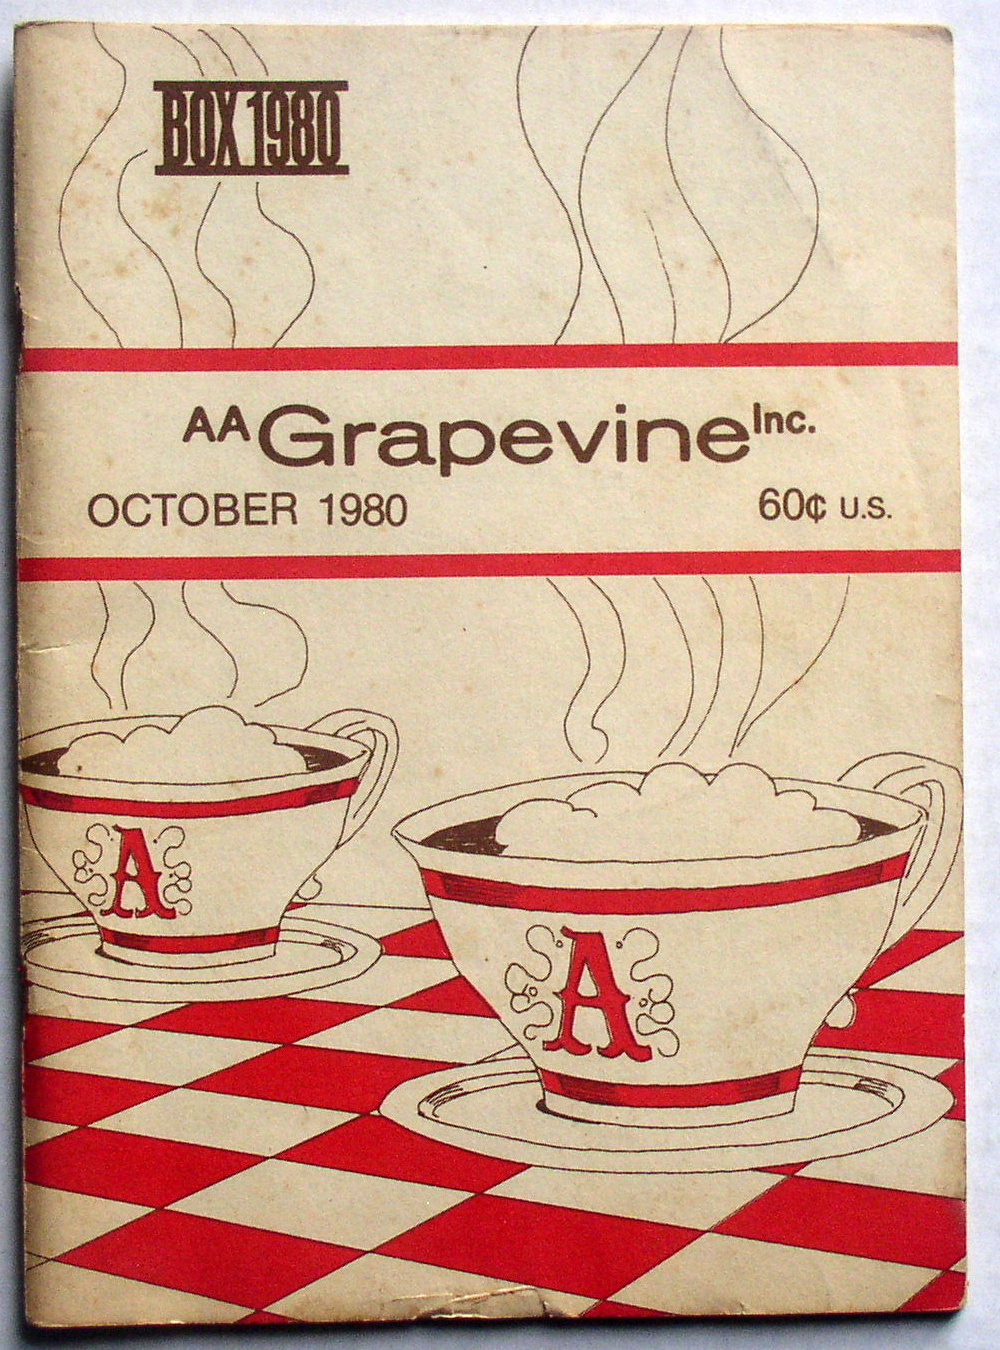 BOX 1980
AA Grapevine Inc.
OCTOBER 1980 60¢ U.S.
A
A